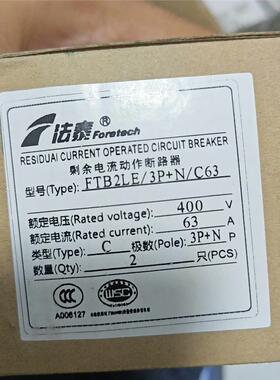 法泰®
Foretech
RESIDUAI CURRENT OPERATED CIRCUIT BREAKER
剩余电流动作断路器
型号(Type): FTB2LE/3P+N/C63
额定电压(Rated voltage): 400 V
额定电流(Rated current): 63 A
类型(Type): C 极数(Pole): 3P+N P
数量(Qty): 2 只(PCS)
A006127